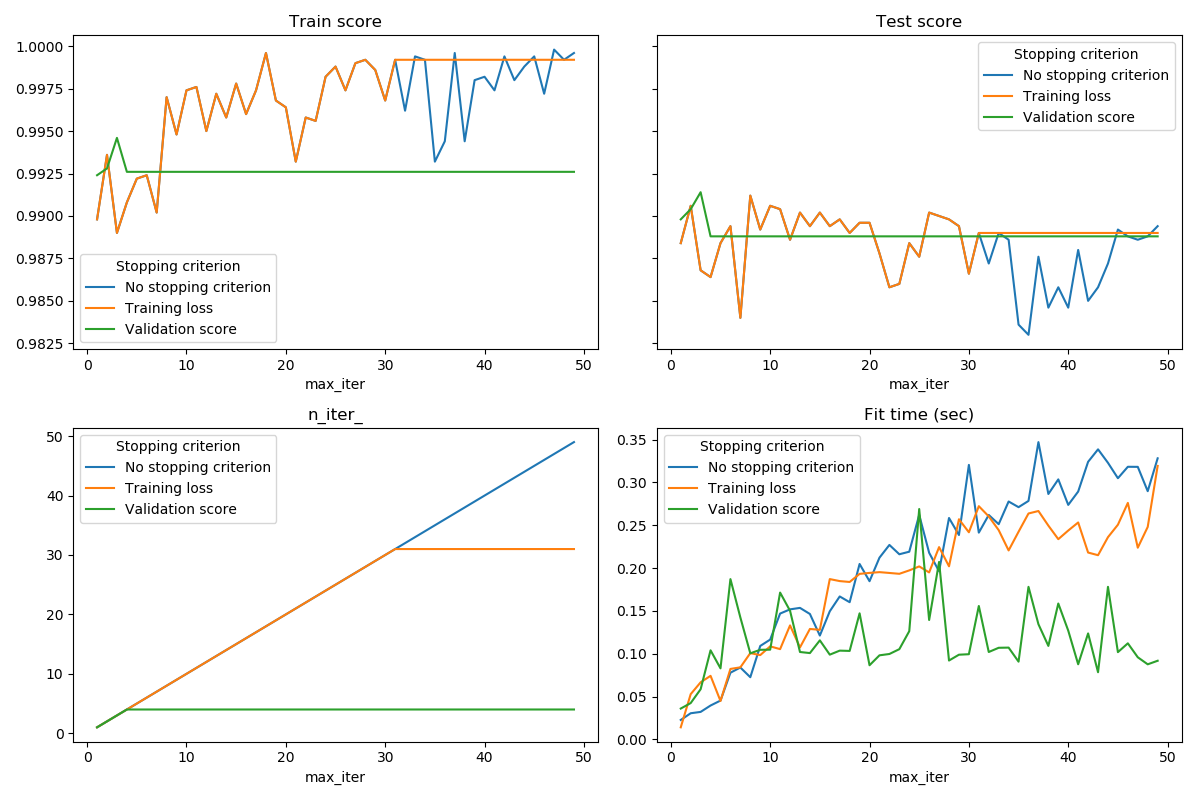 Train score
1.0000
0.9975
0.9950
0.9925
0.9900
0.9875
0.9850
0.9825
Stopping criterion
No stopping criterion
Training loss
Validation score
0 10 20 30 40 50
max_iter
Test score
Stopping criterion
No stopping criterion
Training loss
Validation score
0 10 20 30 40 50
max_iter
n_iter_
50
40
30
20
10
0
Stopping criterion
No stopping criterion
Training loss
Validation score
0 10 20 30 40 50
max_iter
Fit time (sec)
0.35
0.30
0.25
0.20
0.15
0.10
0.05
0.00
Stopping criterion
No stopping criterion
Training loss
Validation score
0 10 20 30 40 50
max_iter